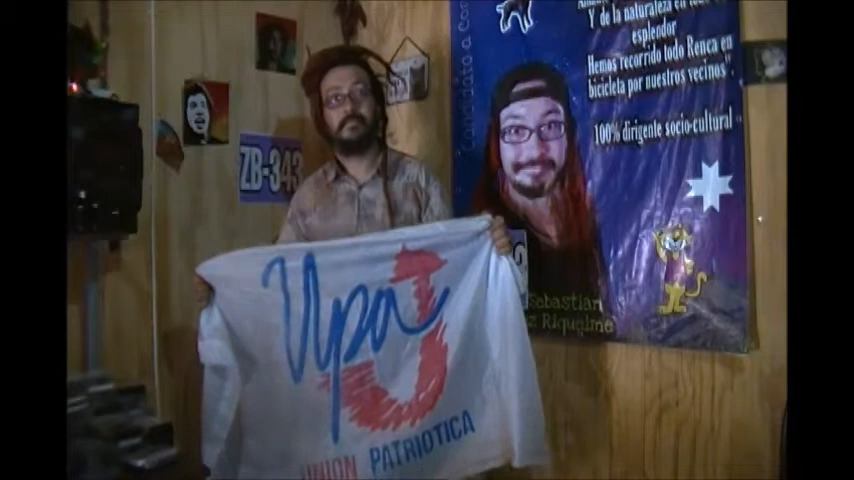 Y de la naturaleza en todo su
esplendor
Hemos recorrido todo Renca en
bicicleta por nuestros vecinos"
100% dirigente socio-cultural
Candidato a
ZB-343
Sebastian
Riquelme
Upa
UNION PATRIOTICA